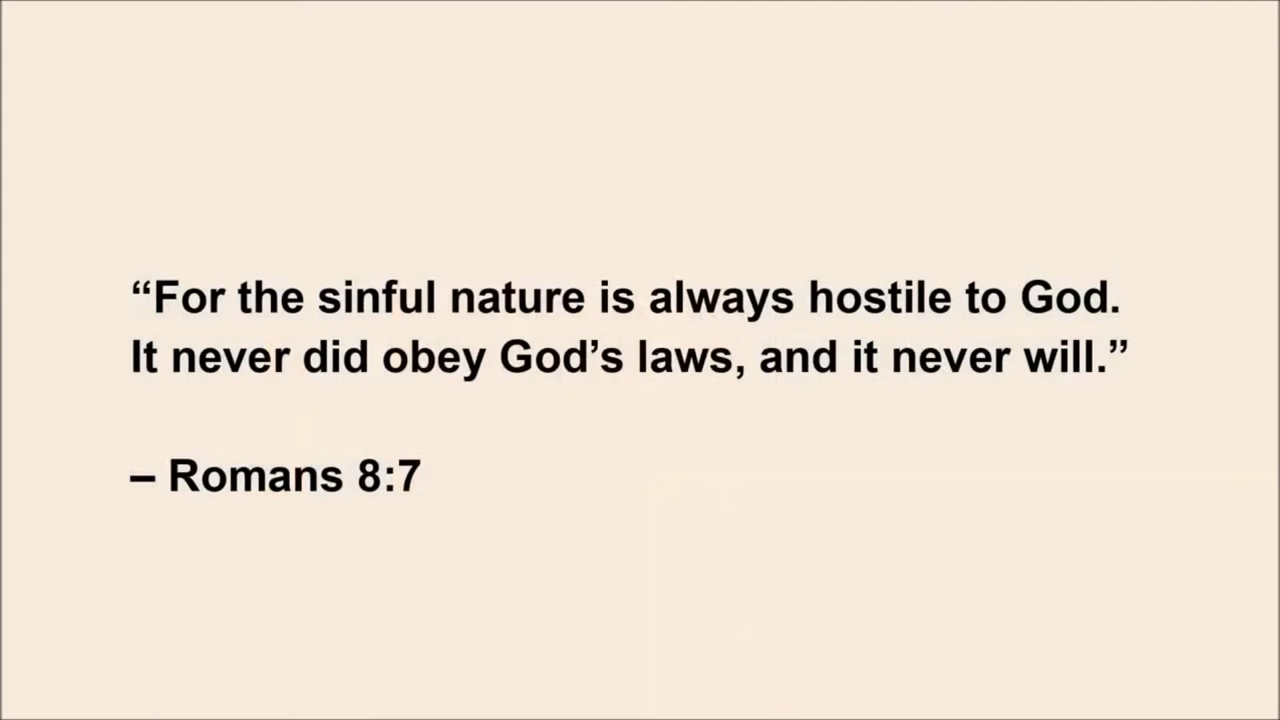 “For the sinful nature is always hostile to God.
It never did obey God’s laws, and it never will.”
– Romans 8:7